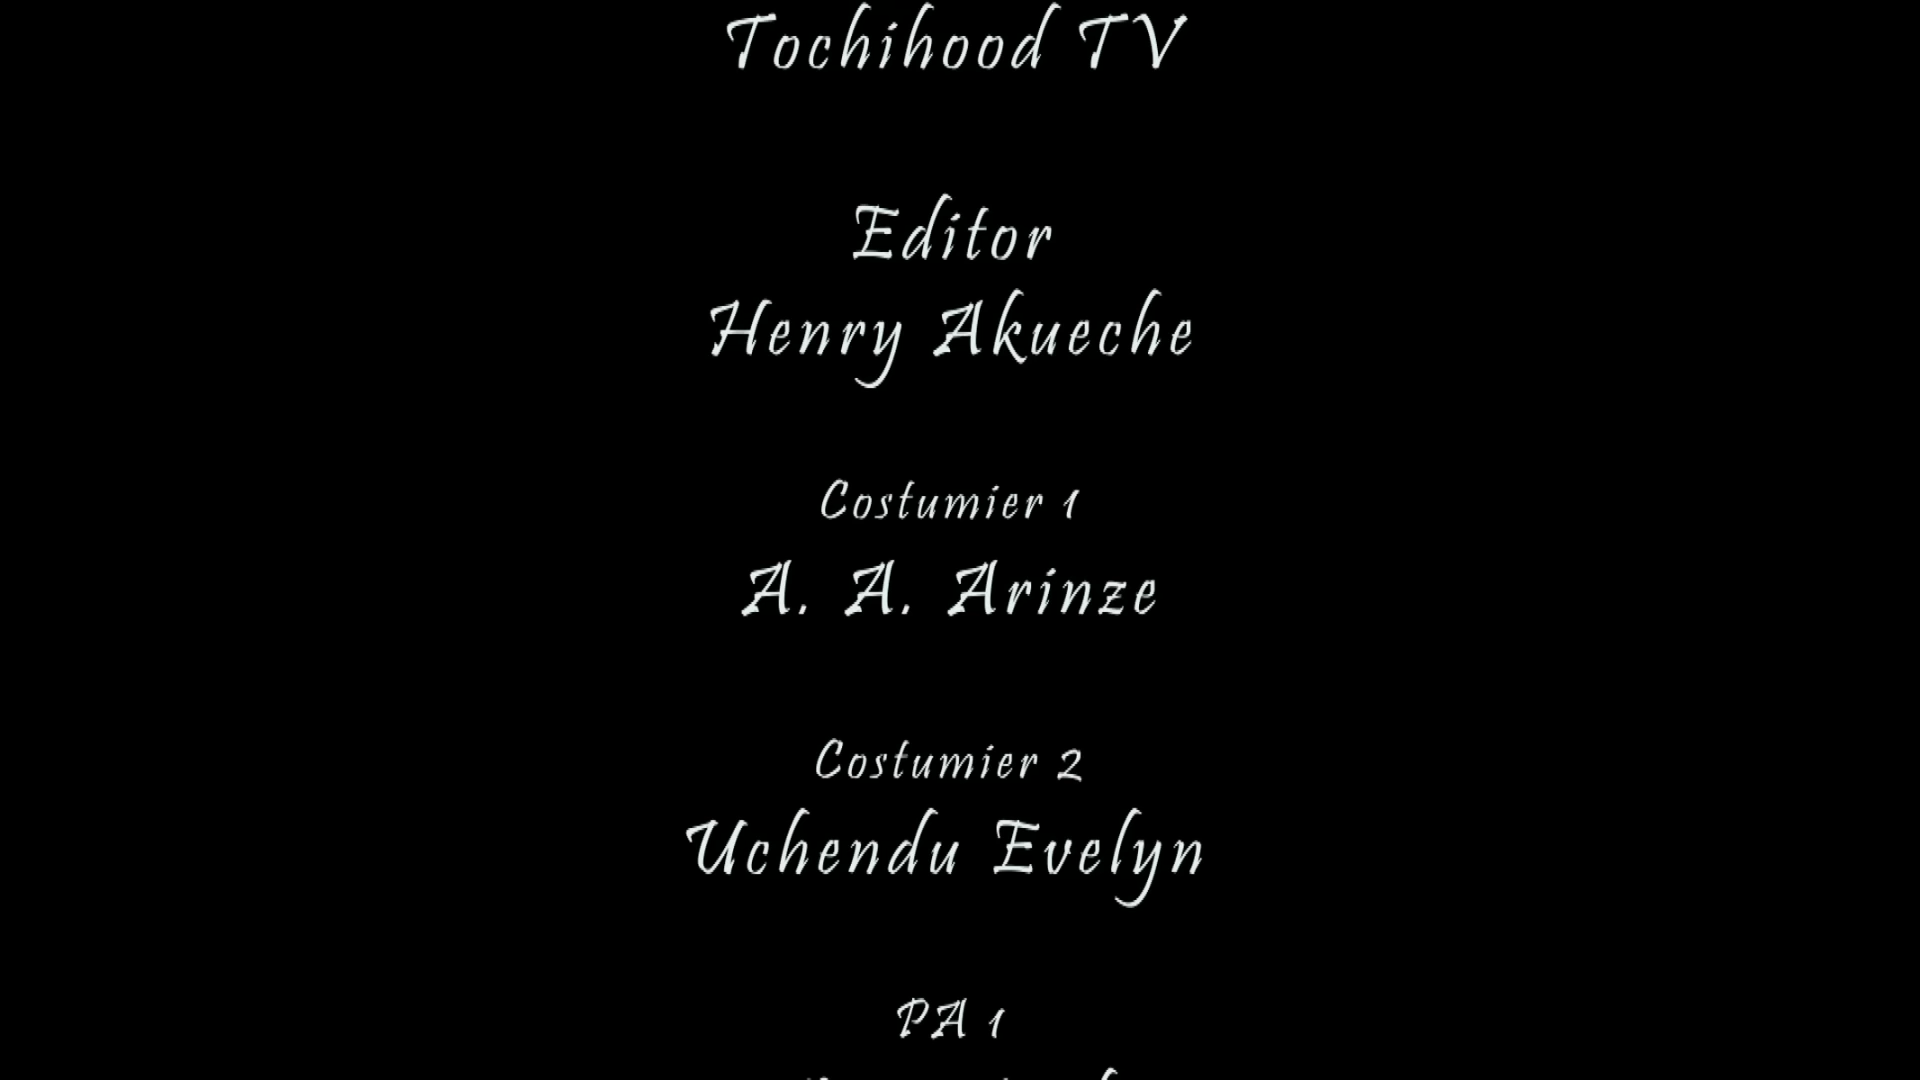 Tochihood TV
Editor
Henry Akueche
Costumier 1
A. A. Arinze
Costumier 2
Uchendu Evelyn
PA 1